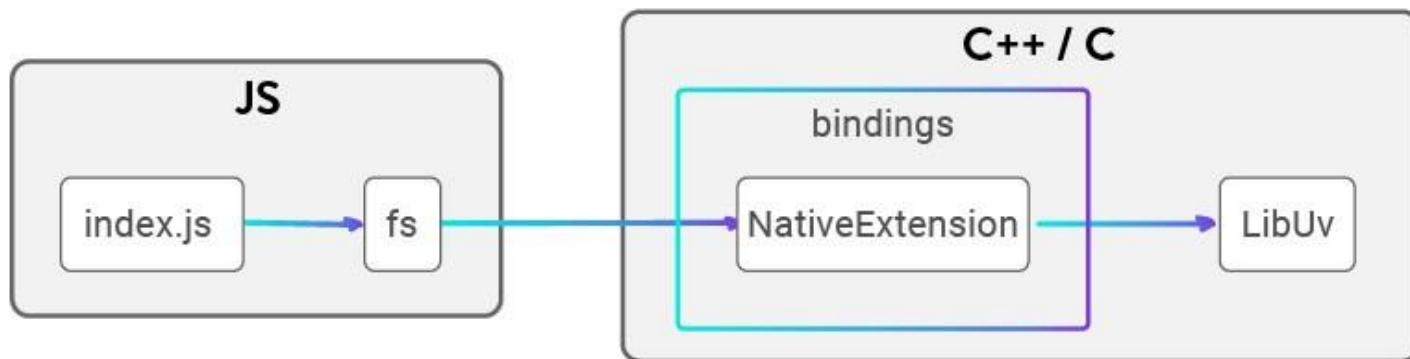 JS
index.js
fs
C++ / C
bindings
NativeExtension
LibUv